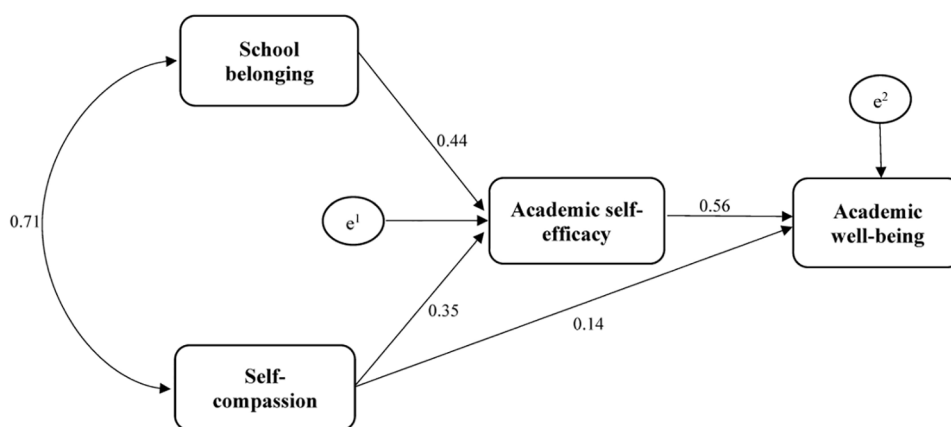 School
belonging
e²
0.44
0.71
e¹
Academic self-
efficacy
0.56
Academic
well-being
0.35
0.14
Self-
compassion